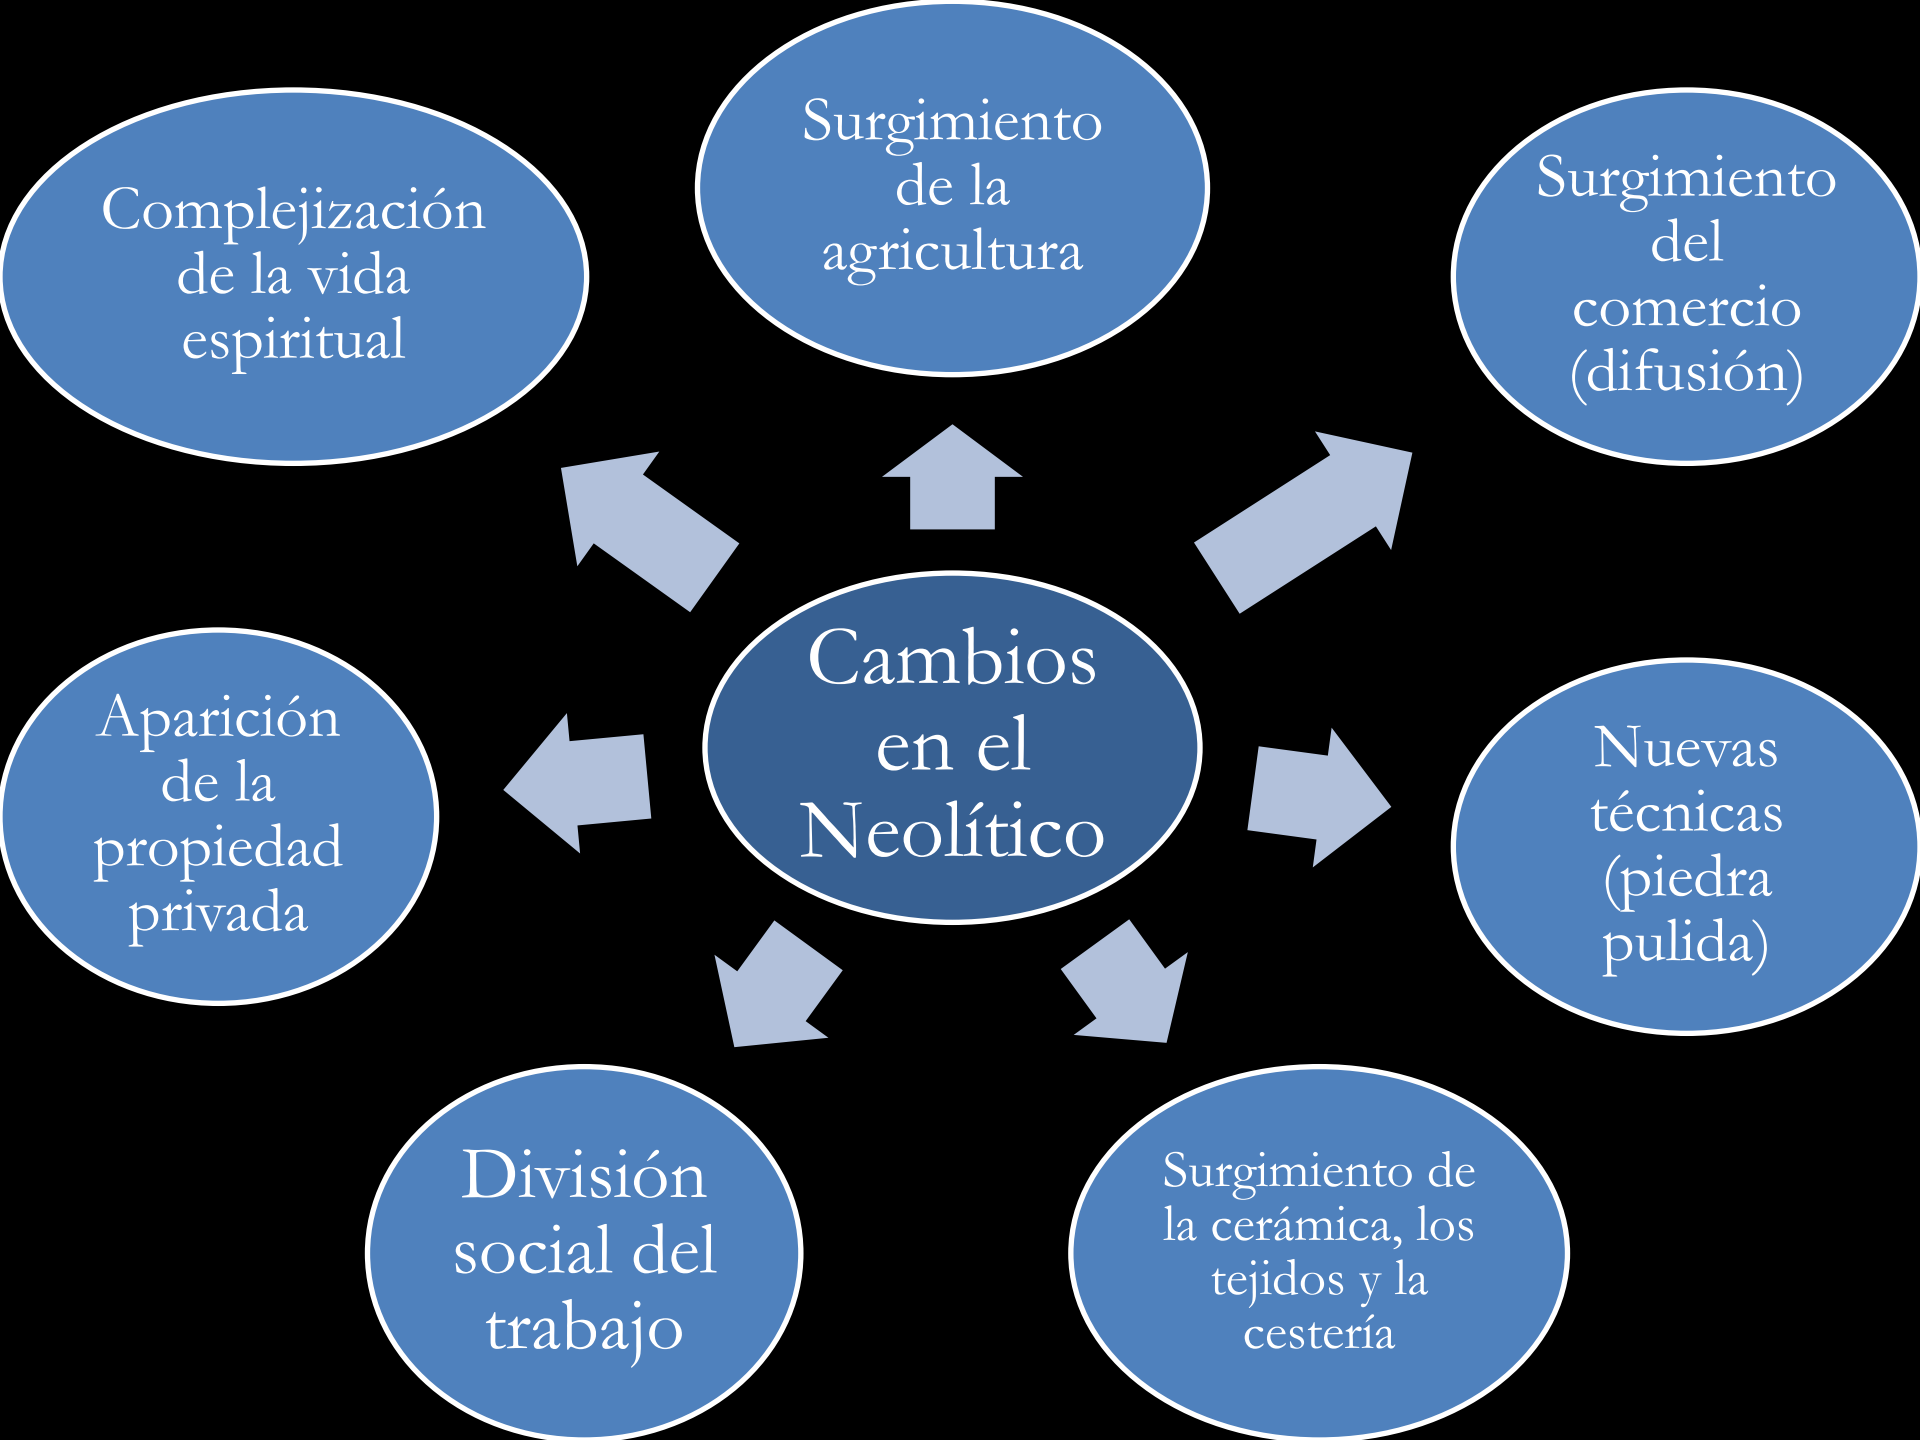 Surgimiento
de la
agricultura
Surgimiento
del
comercio
(difusión)
Nuevas
técnicas
(piedra
pulida)
Surgimiento de
la cerámica, los
tejidos y la
cestería
División
social del
trabajo
Aparición
de la
propiedad
privada
Complejización
de la vida
espiritual
Cambios
en el
Neolítico